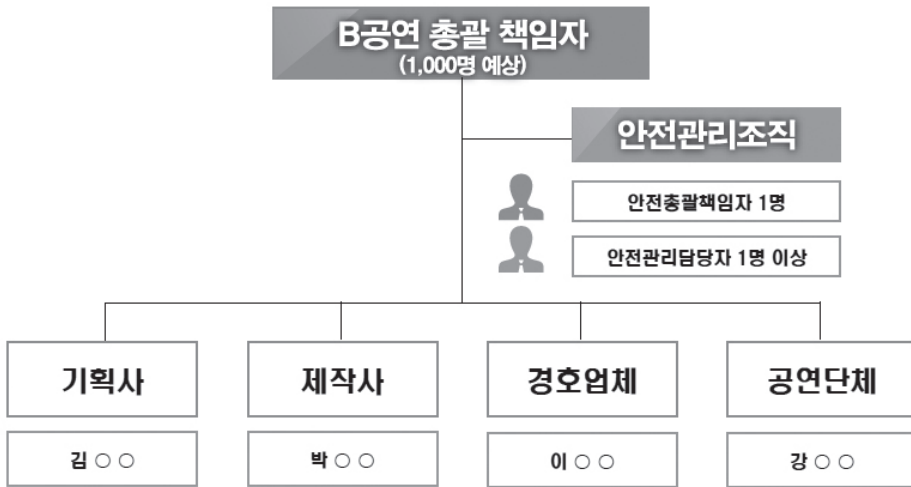 B공연 총괄 책임자
(1,000명 예상)
안전관리조직
안전총괄책임자 1명
안전관리담당자 1명 이상
기획사
제작사
경호업체
공연단체
김 ○ ○
박 ○ ○
이 ○ ○
강 ○ ○